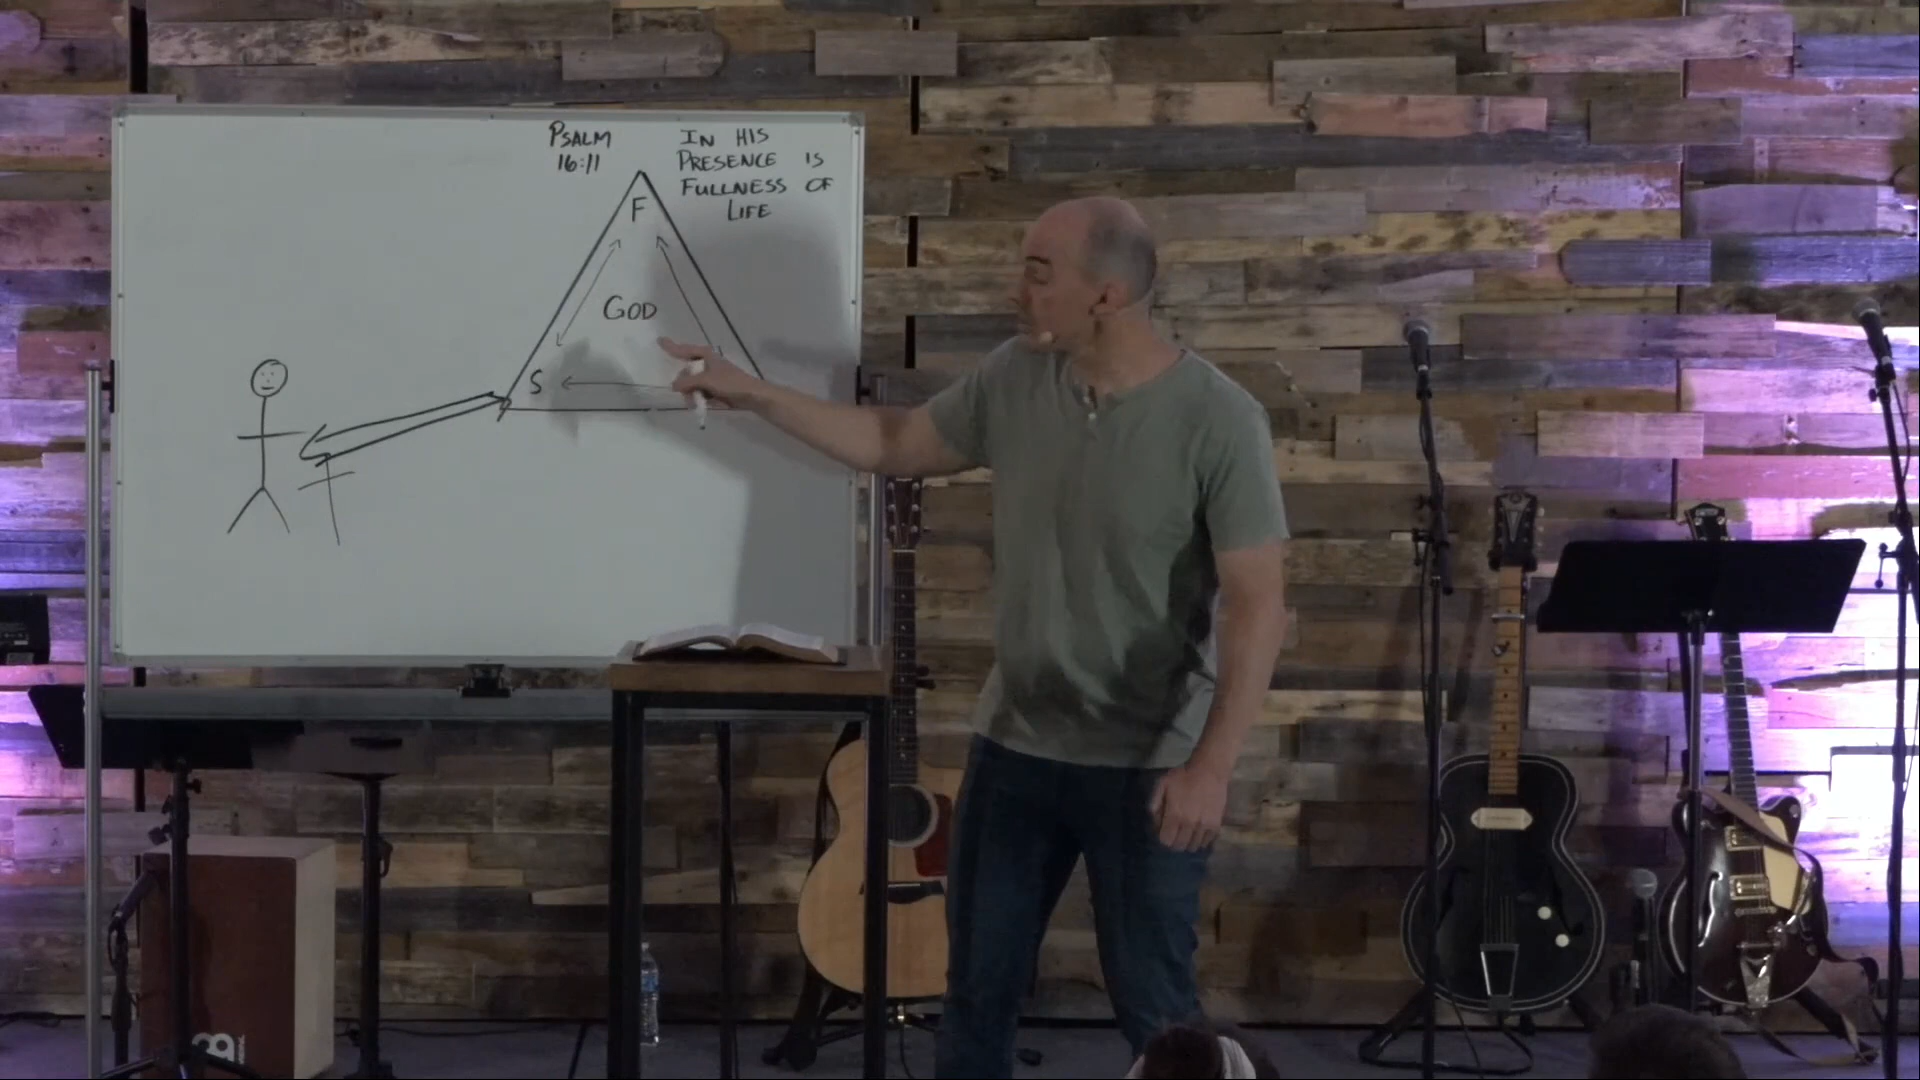 PSALM
16:11
IN HIS
PRESENCE IS
FULLNESS OF
LIFE
F
GOD
S